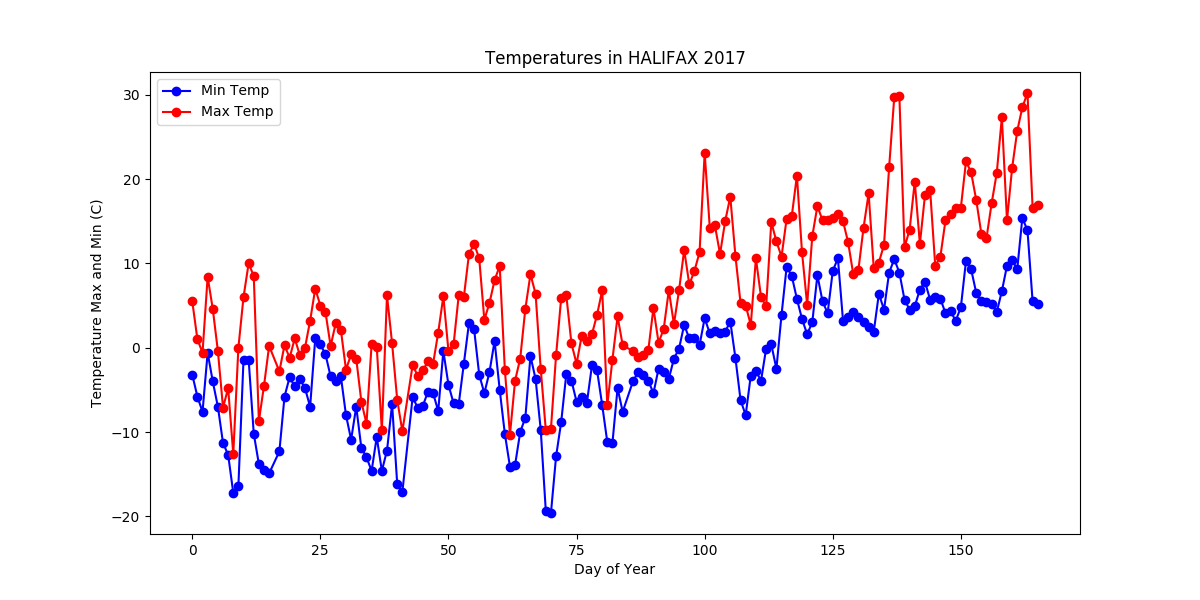 Temperatures in HALIFAX 2017
Min Temp
Max Temp
Temperature Max and Min (C)
30
20
10
0
−10
−20
0 25 50 75 100 125 150
Day of Year